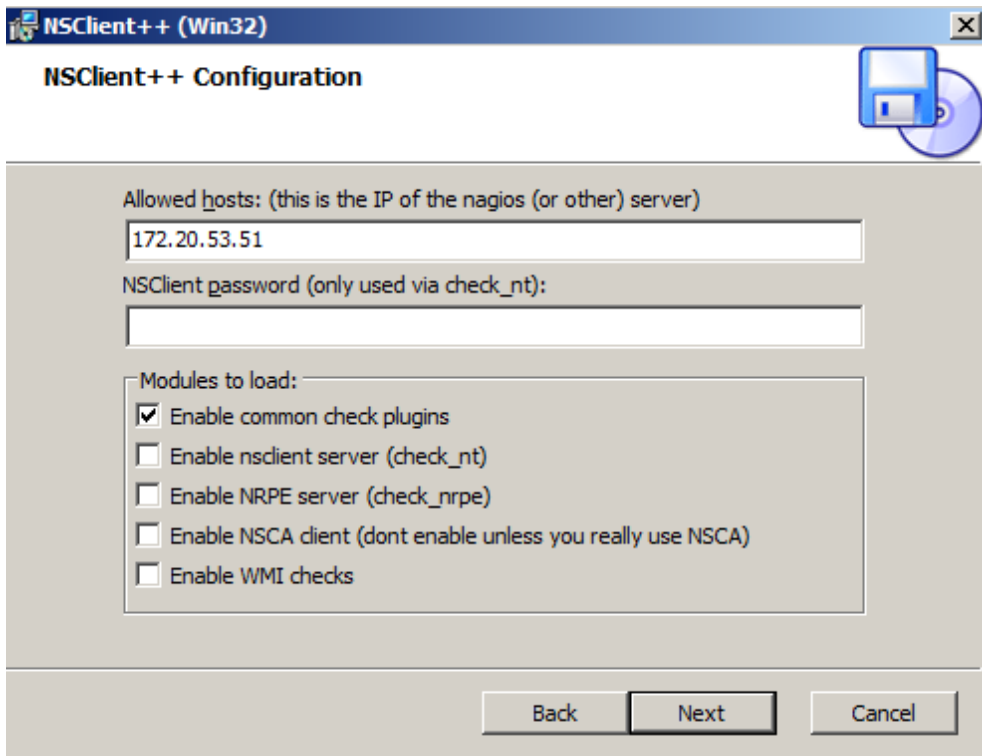 NSClient++ (Win32)
NSClient++ Configuration
Allowed hosts: (this is the IP of the nagios (or other) server)
172.20.53.51
NSClient password (only used via check_nt):
Modules to load:
Enable common check plugins
Enable nsclient server (check_nt)
Enable NRPE server (check_nrpe)
Enable NSCA client (dont enable unless you really use NSCA)
Enable WMI checks
Back Next Cancel